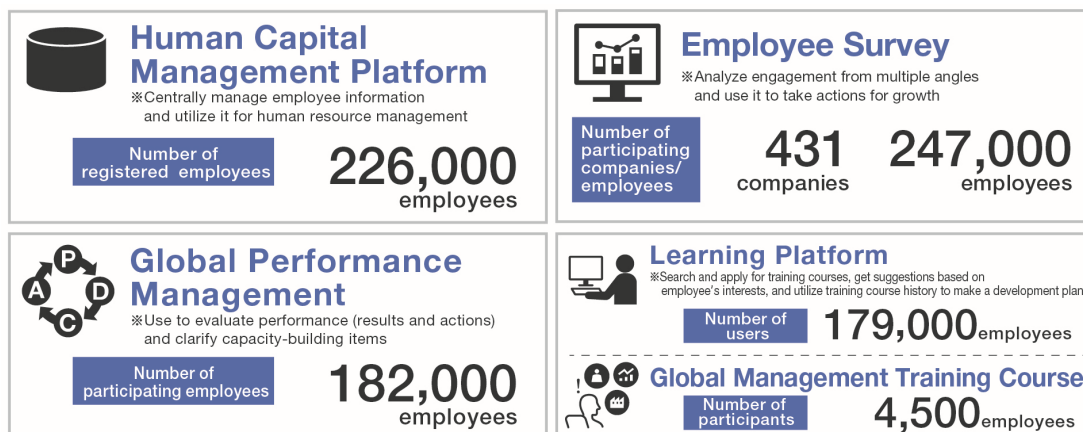 Human Capital
Management Platform
※Centrally manage employee information
and utilize it for human resource management
Number of
registered employees
226,000
employees
Employee Survey
※Analyze engagement from multiple angles
and use it to take actions for growth
Number of
participating
companies/
employees
431
companies
247,000
employees
P
D
C
A
Global Performance
Management
※Use to evaluate performance (results and actions)
and clarify capacity-building items
Number of
participating employees
182,000
employees
Learning Platform
※Search and apply for training courses, get suggestions based on
employee's interests, and utilize training course history to make a development plan
Number of
users
179,000employees
!
Global Management Training Course
Number of
participants
4,500employees